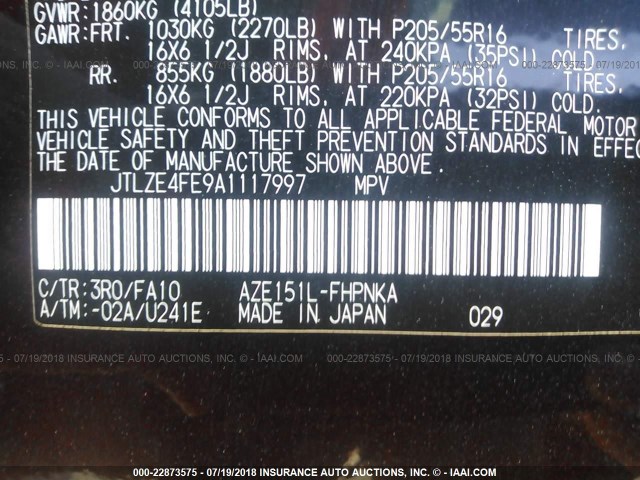 GVWR:1860KG (4105LB)
GAWR:FRT. 1030KG (2270LB) WITH P205/55R16 TIRES,
16X6 1/2J RIMS, AT 240KPA (35PSI) COLD.
RR. 855KG (1880LB) WITH P205/55R16 TIRES,
16X6 1/2J RIMS, AT 220KPA (32PSI) COLD.
THIS VEHICLE CONFORMS TO ALL APPLICABLE FEDERAL MOTOR
VEHICLE SAFETY AND THEFT PREVENTION STANDARDS IN EFFEC
THE DATE OF MANUFACTURE SHOWN ABOVE.
JTLZE4FE9A1117997 MPV
C/TR:3R0/FA10 AZE151L-FHPNKA
A/TM:-02A/U241E MADE IN JAPAN 029
000-22873575 - 07/19/2018 INSURANCE AUTO AUCTIONS - © IAAI.COM